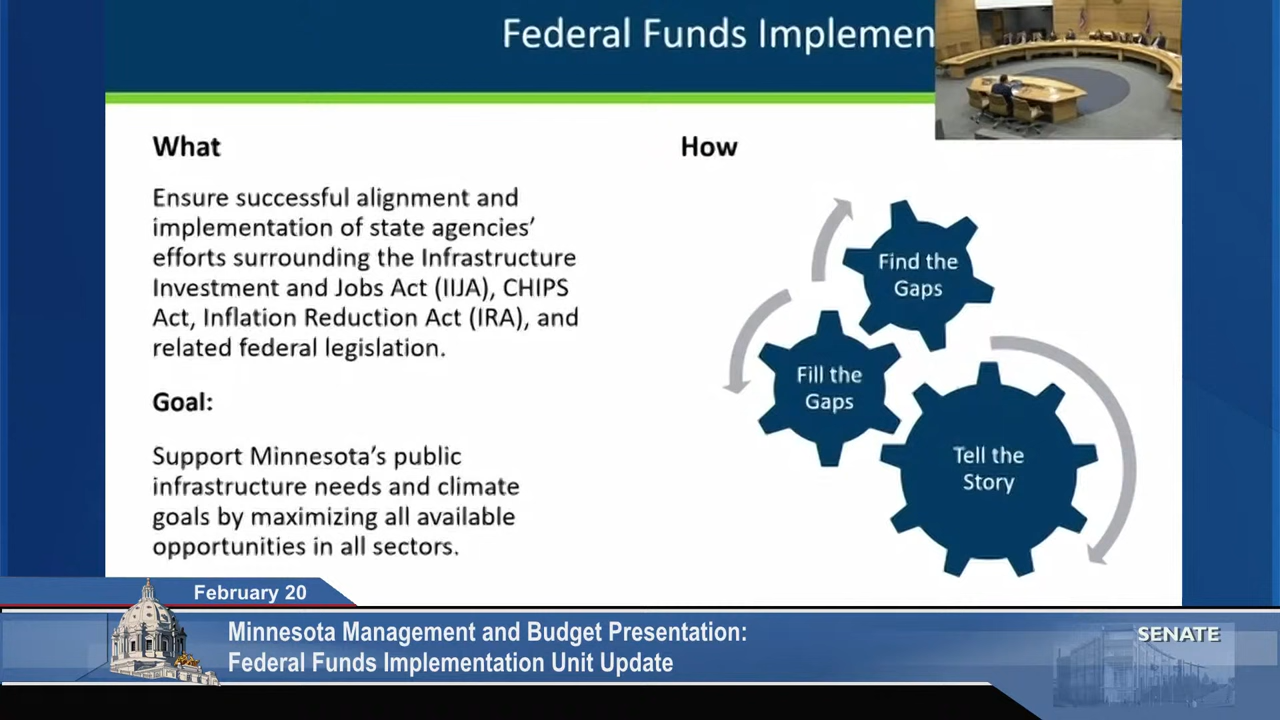 Federal Funds Implemen
What
Ensure successful alignment and
implementation of state agencies’
efforts surrounding the Infrastructure
Investment and Jobs Act (IIJA), CHIPS
Act, Inflation Reduction Act (IRA), and
related federal legislation.
Goal:
Support Minnesota’s public
infrastructure needs and climate
goals by maximizing all available
opportunities in all sectors.
How
Find the
Gaps
Fill the
Gaps
Tell the
Story
February 20
Minnesota Management and Budget Presentation:
Federal Funds Implementation Unit Update
SENATE